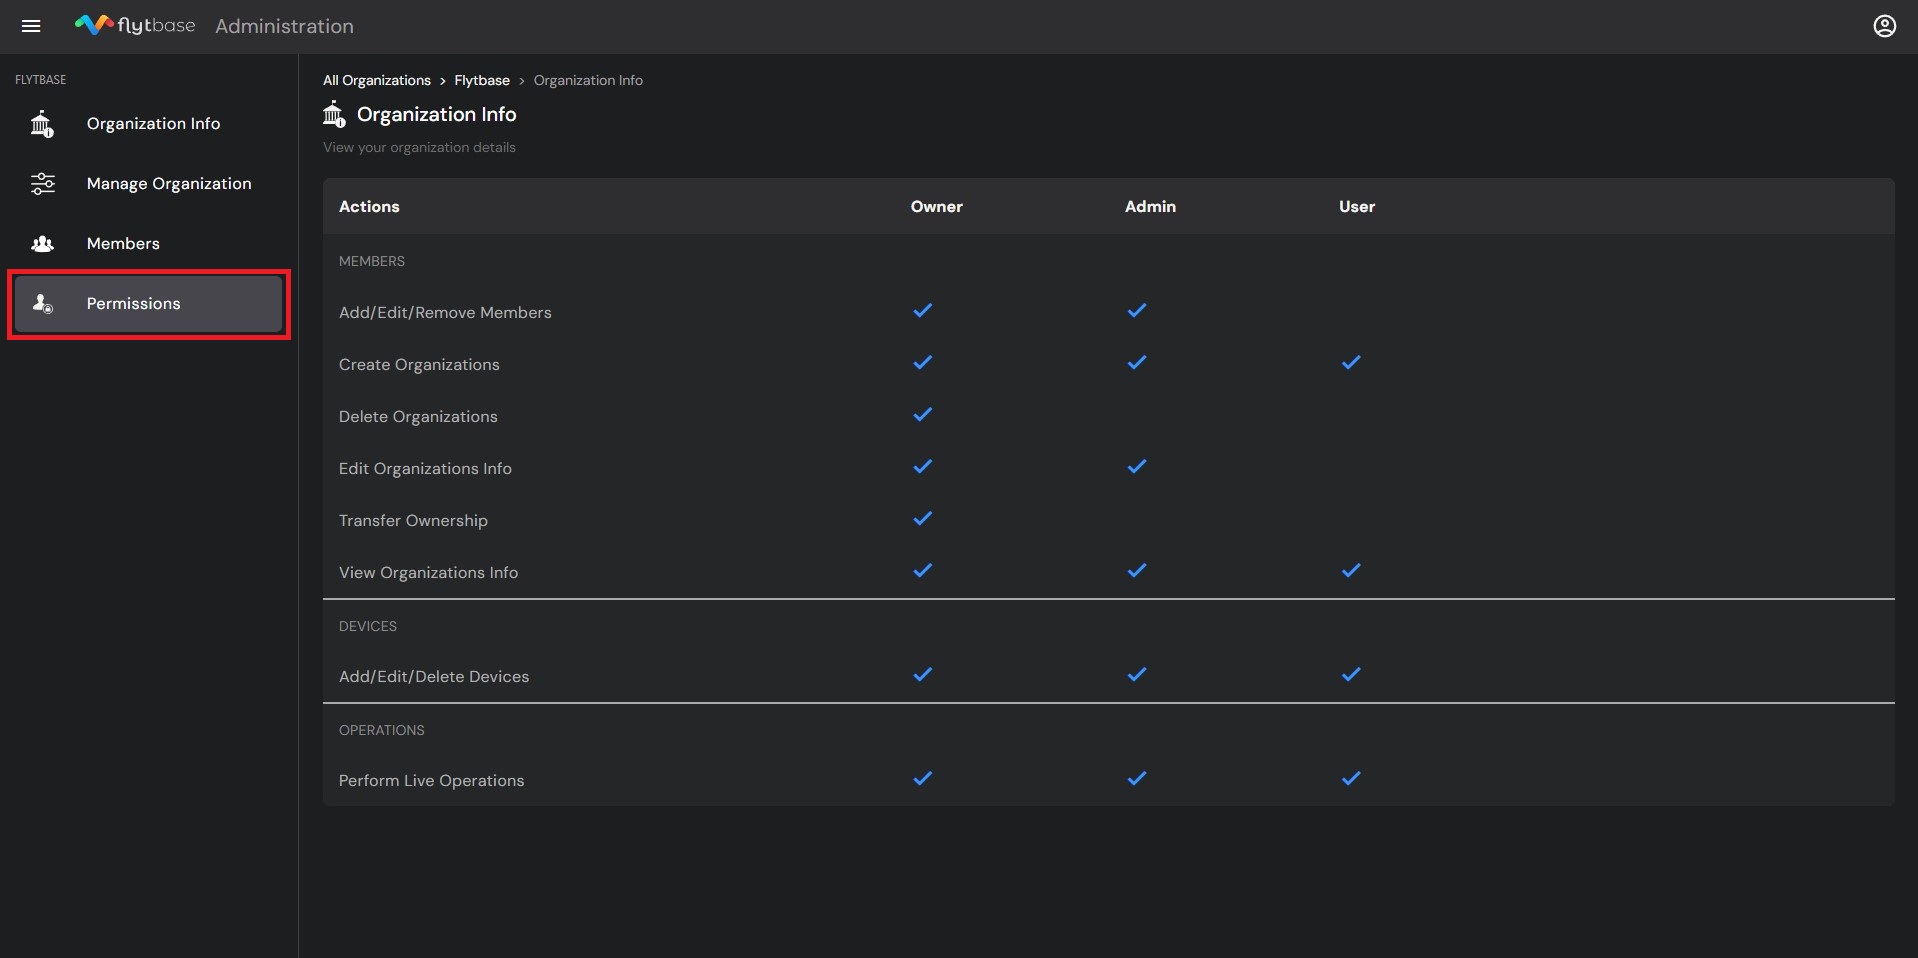 flytbase Administration
FLYTBASE
Organization Info
Manage Organization
Members
Permissions
All Organizations > Flytbase > Organization Info
Organization Info
View your organization details
Actions Owner Admin User
MEMBERS
Add/Edit/Remove Members
Create Organizations
Delete Organizations
Edit Organizations Info
Transfer Ownership
View Organizations Info
DEVICES
Add/Edit/Delete Devices
OPERATIONS
Perform Live Operations